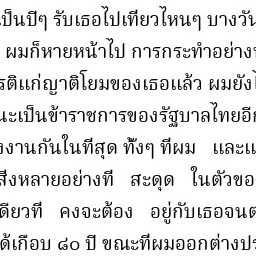 เป็นปีๆ รับเธอไปเที่ยวไหนๆ บางวัน
ผมก็หายหน้าไป การกระทำอย่าง
รติแก่ญาติโยมของเธอแล้ว ผมยังไ
นะเป็นข้าราชการของรัฐบาลไทยอีก
งงานกันในที่สุด ทั้งๆ ที่ผม และแ
สิ่งหลายอย่างที่ สะดุด ในตัวขอ
ดียวที่ คงจะต้อง อยู่กับเธอจนต
ด้เกือบ ๘๐ ปี ขณะที่ผมออกต่างปร